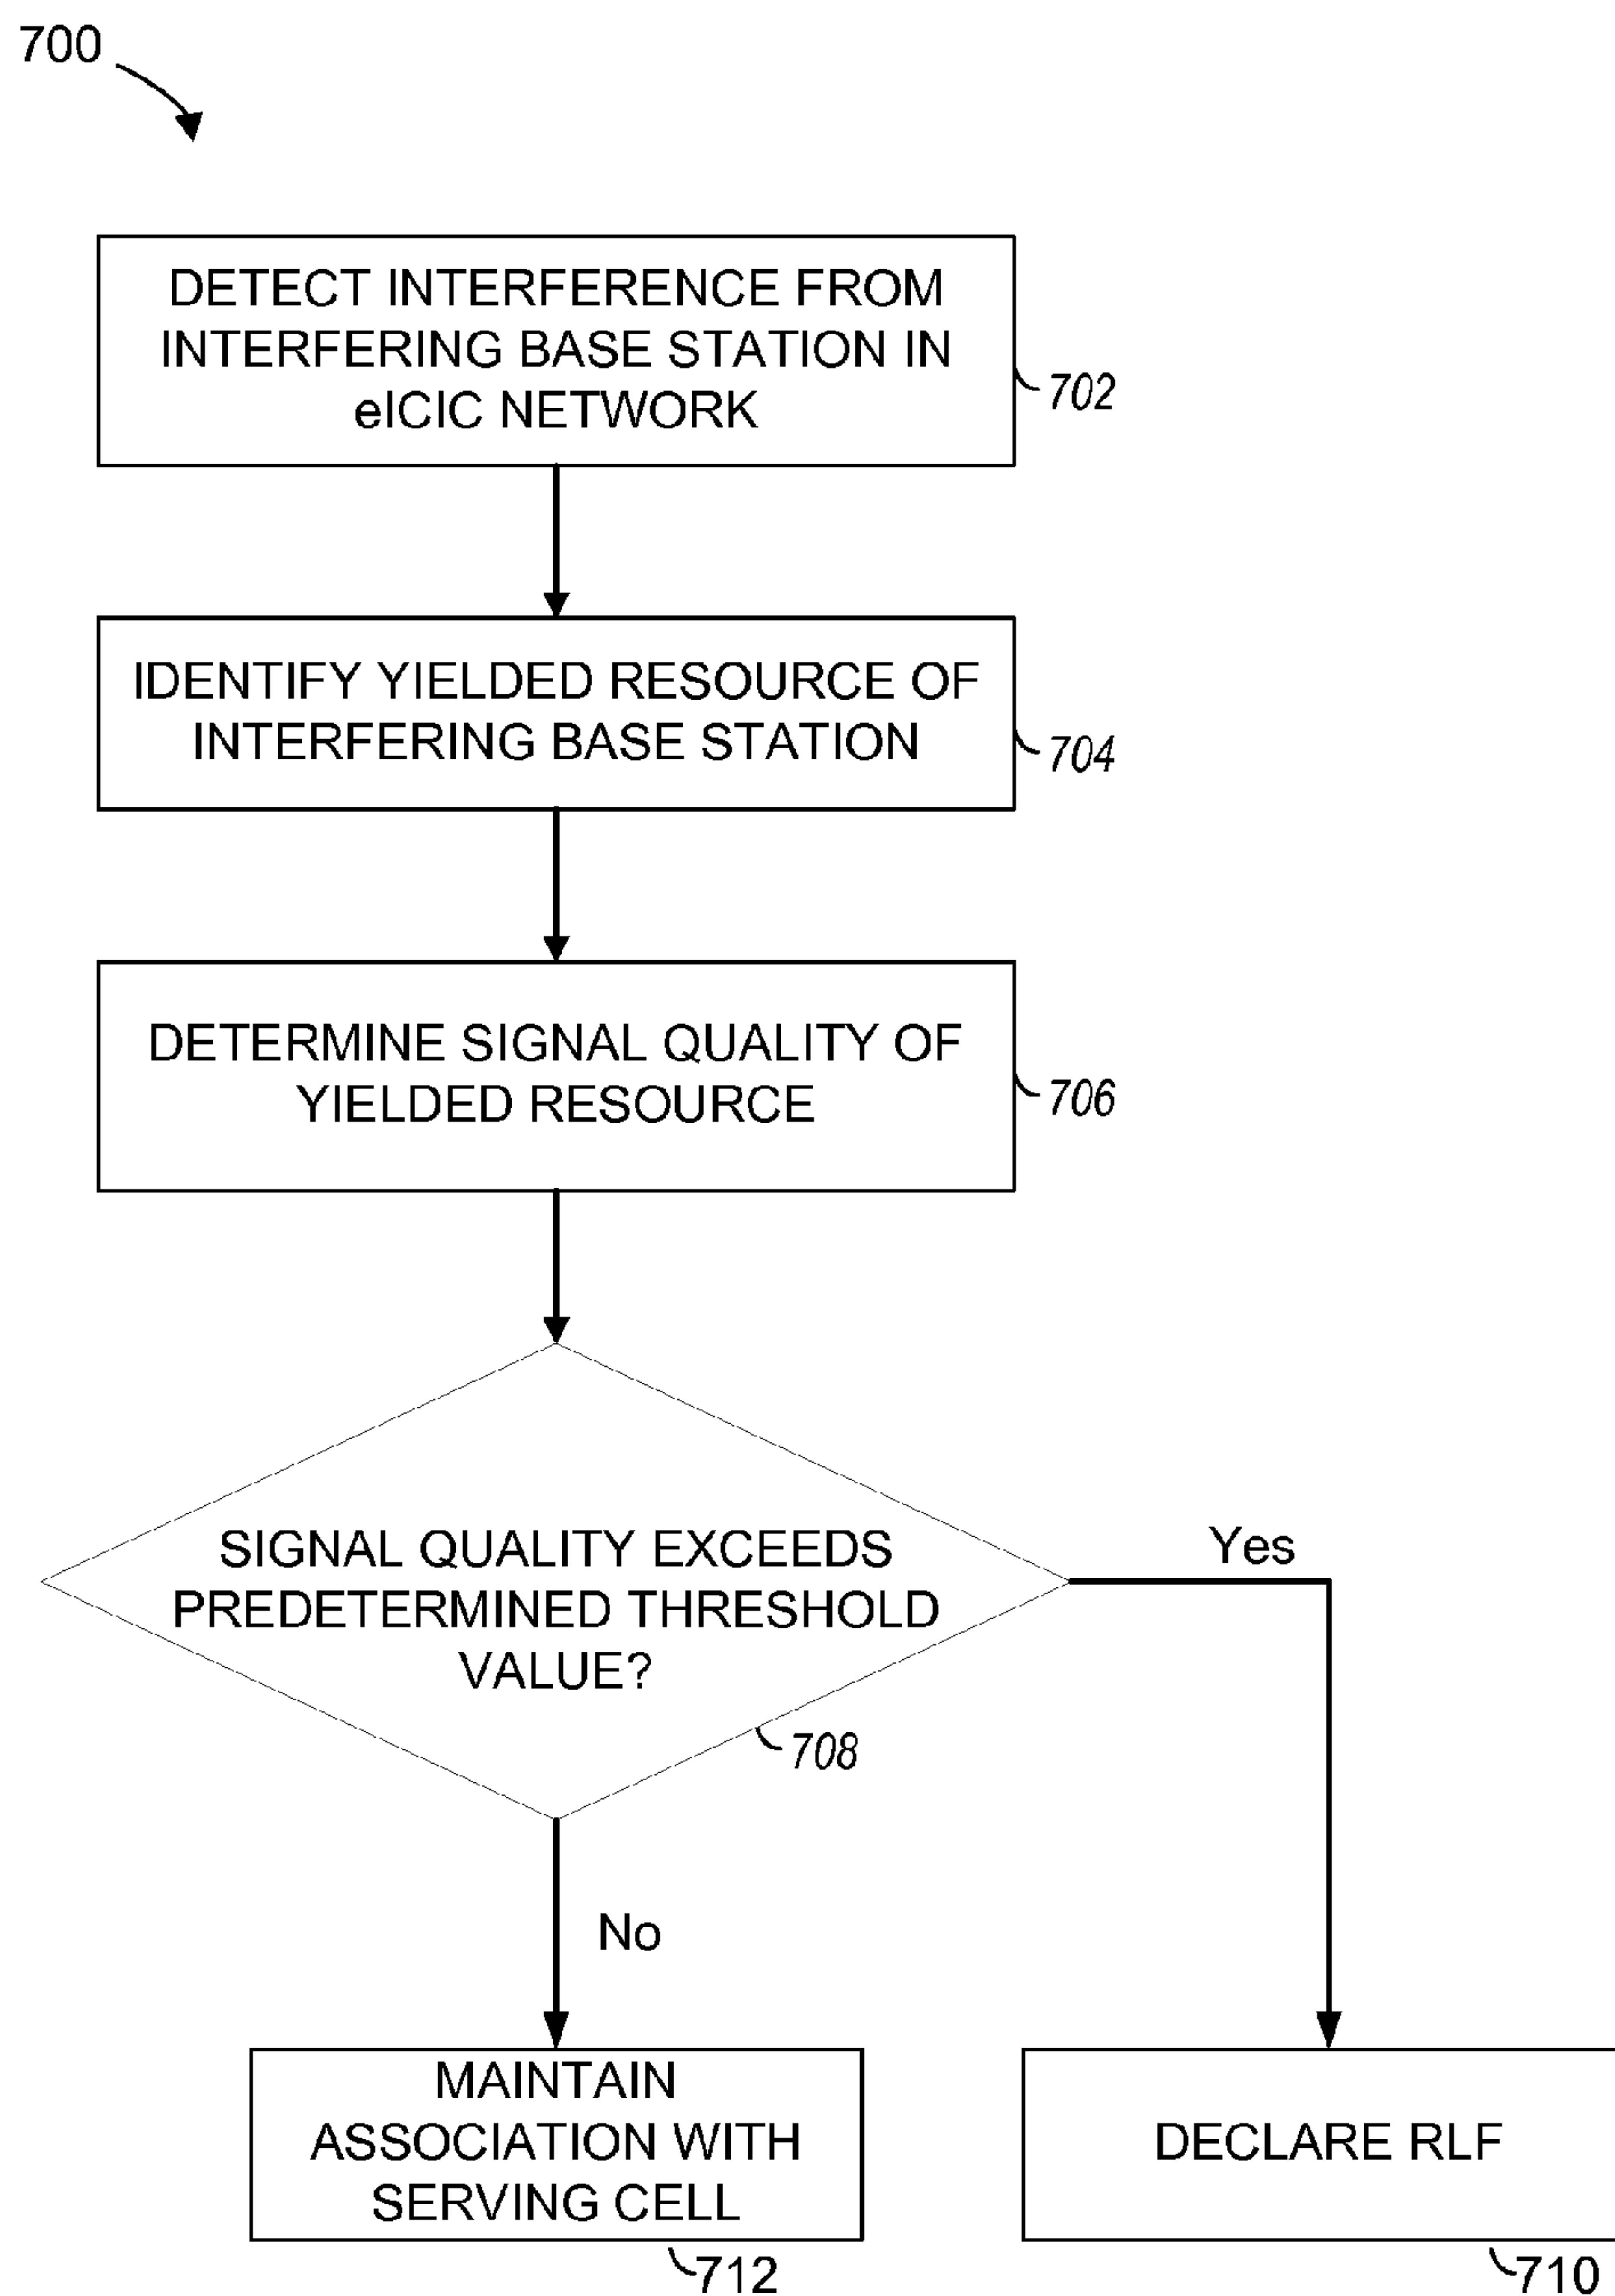 700
DETECT INTERFERENCE FROM
INTERFERING BASE STATION IN
eICIC NETWORK
702
IDENTIFY YIELDED RESOURCE OF
INTERFERING BASE STATION
704
DETERMINE SIGNAL QUALITY OF
YIELDED RESOURCE
706
SIGNAL QUALITY EXCEEDS
PREDETERMINED THRESHOLD
VALUE?
708
Yes
No
MAINTAIN
ASSOCIATION WITH
SERVING CELL
712
DECLARE RLF
710